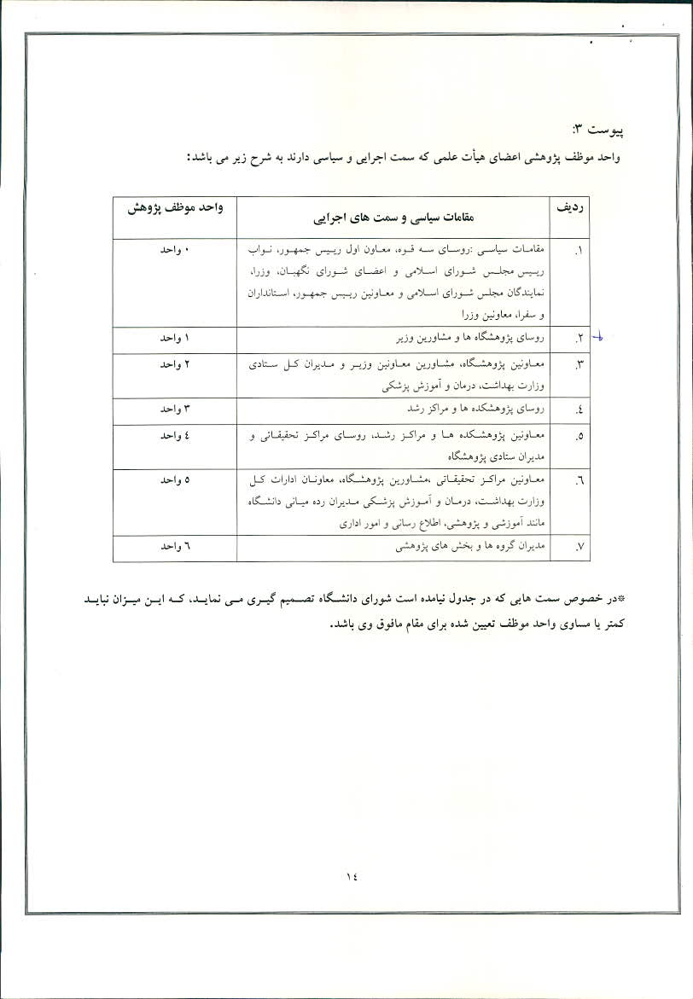 پیوست ۳:
واحد موظف پژوهشی اعضای هیأت علمی که سمت اجرایی و سیاسی دارند به شرح زیر می باشد:
ردیف مقامات سیاسی و سمت های اجرایی واحد موظف پژوهش
۱. مقامات سیاسی :روسای سه قوه، معاون اول رییس جمهور، نواب ۰ واحد
رییس مجلس شورای اسلامی و اعضای شورای نگهبان، وزرا،
نمایندگان مجلس شورای اسلامی و معاونین رییس جمهور، استانداران
و سفرا، معاونین وزرا
۲. روسای پژوهشگاه ها و مشاورین وزیر ۱ واحد
۳. معاونین پژوهشگاه، مشاورین معاونین وزیر و مدیران کل ستادی ۲ واحد
وزارت بهداشت، درمان و آموزش پزشکی
٤. روسای پژوهشکده ها و مراکز رشد ۳ واحد
٥. معاونین پژوهشکده ها و مراکز رشد، روسای مراکز تحقیقاتی و ٤ واحد
مدیران ستادی پژوهشگاه
٦. معاونین مراکز تحقیقاتی ،مشاورین پژوهشگاه، معاونان ادارات کل ٥ واحد
وزارت بهداشت، درمان و آموزش پزشکی مدیران رده میانی دانشگاه
مانند آموزشی و پژوهشی، اطلاع رسانی و امور اداری
۷. مدیران گروه ها و بخش های پژوهشی ٦ واحد
*در خصوص سمت هایی که در جدول نیامده است شورای دانشگاه تصمیم گیری می نماید، که این میزان نباید
کمتر یا مساوی واحد موظف تعیین شده برای مقام مافوق وی باشد.
۱٤